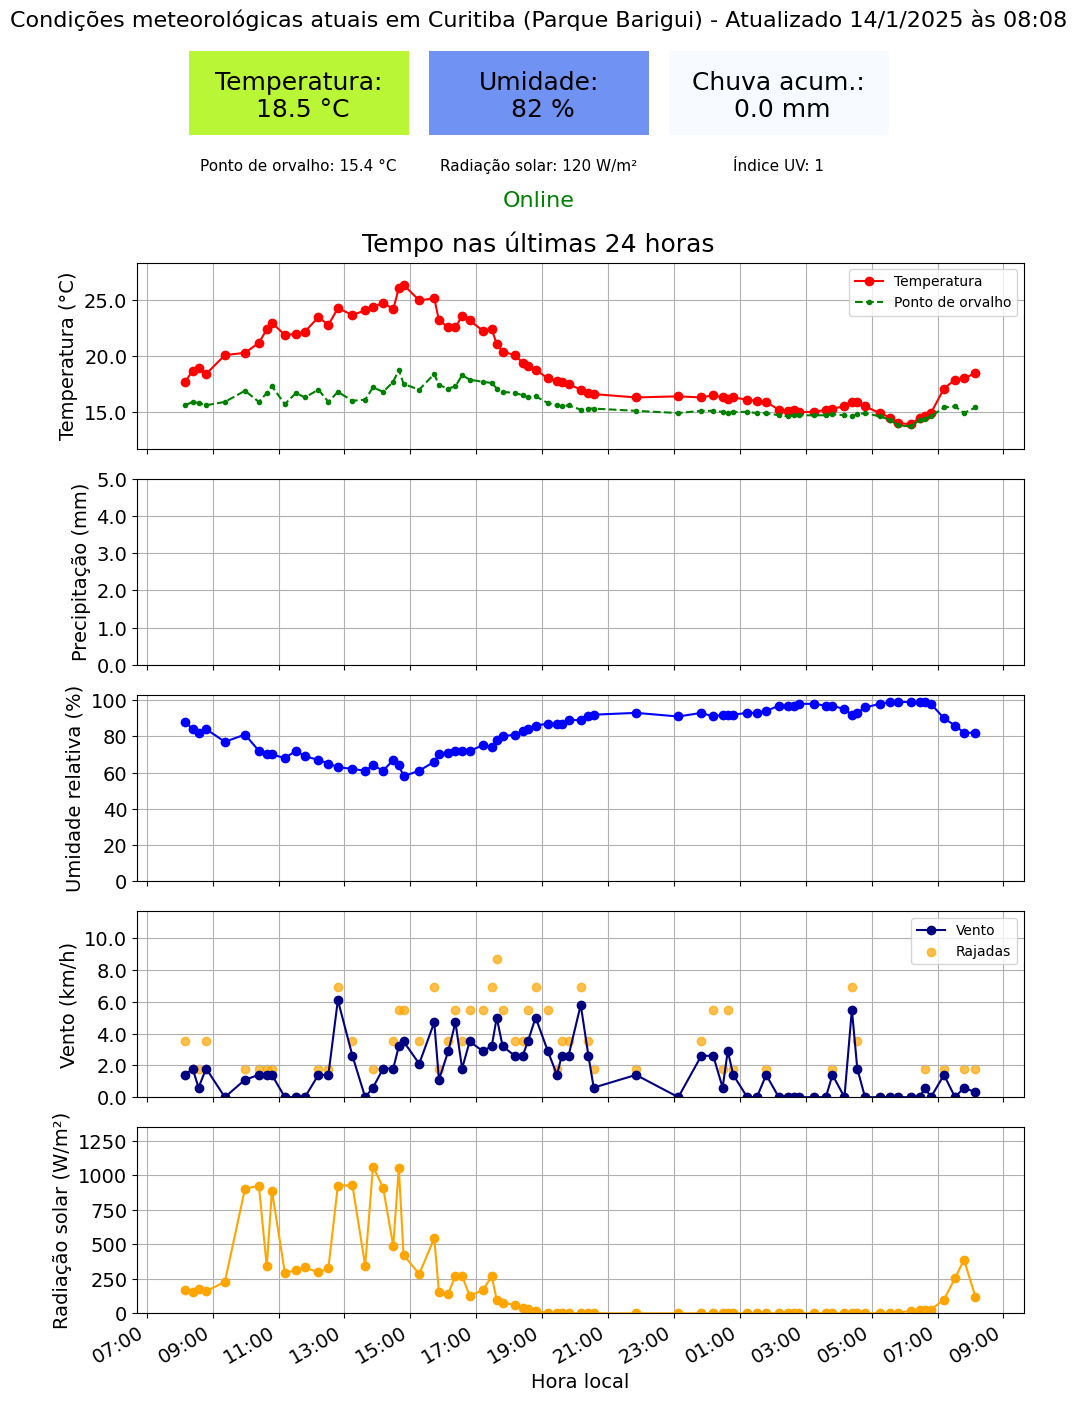 Condições meteorológicas atuais em Curitiba (Parque Barigui) - Atualizado 14/1/2025 às 08:08
Temperatura:
18.5 °C
Umidade:
82 %
Chuva acum.:
0.0 mm
Ponto de orvalho: 15.4 °C
Radiação solar: 120 W/m²
Índice UV: 1
Online
Tempo nas últimas 24 horas
Temperatura (°C)
25.0
20.0
15.0
Temperatura
Ponto de orvalho
Precipitação (mm)
5.0
4.0
3.0
2.0
1.0
0.0
Umidade relativa (%)
100
80
60
40
20
0
Vento (km/h)
10.0
8.0
6.0
4.0
2.0
0.0
Vento
Rajadas
Radiação solar (W/m²)
1250
1000
750
500
250
0
07:00
09:00
11:00
13:00
15:00
17:00
19:00
21:00
23:00
01:00
03:00
05:00
07:00
09:00
Hora local